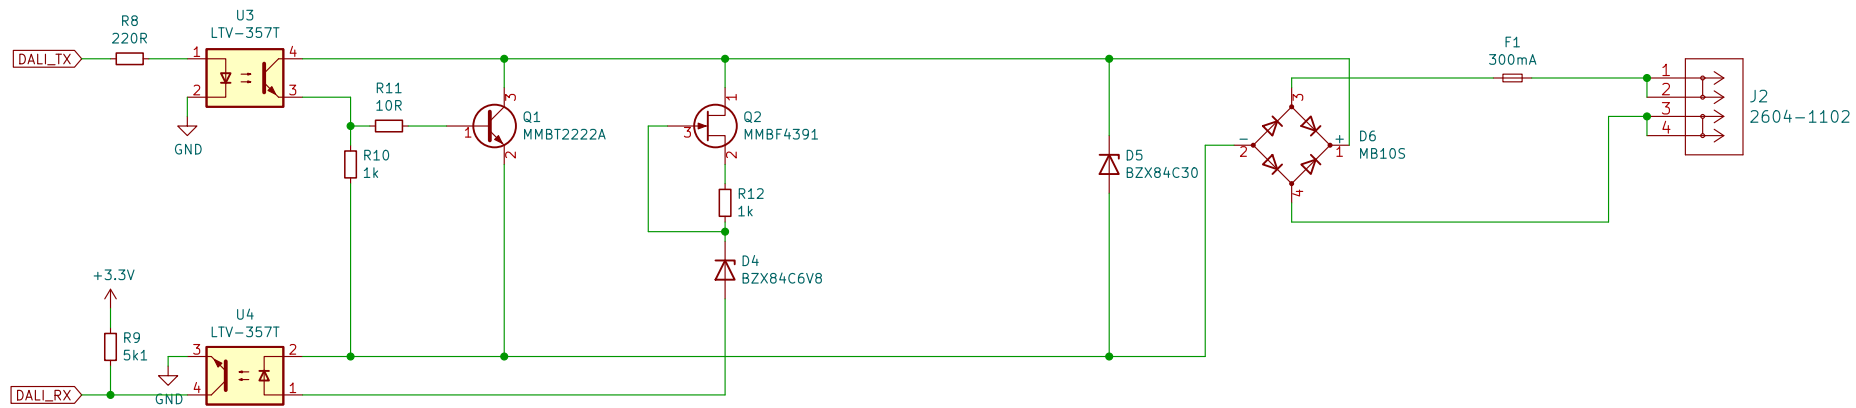 DALI_TX
R8
220R
U3
LTV-357T
1
2
4
3
GND
R11
10R
R10
1k
Q1
MMBT2222A
3
1
2
Q2
MMBF4391
1
3
2
R12
1k
D4
BZX84C6V8
D5
BZX84C30
D6
MB10S
3
-
2
+
1
4
F1
300mA
1
2
3
4
J2
2604-1102
+3.3V
R9
5k1
U4
LTV-357T
3
4
2
1
GND
DALI_RX